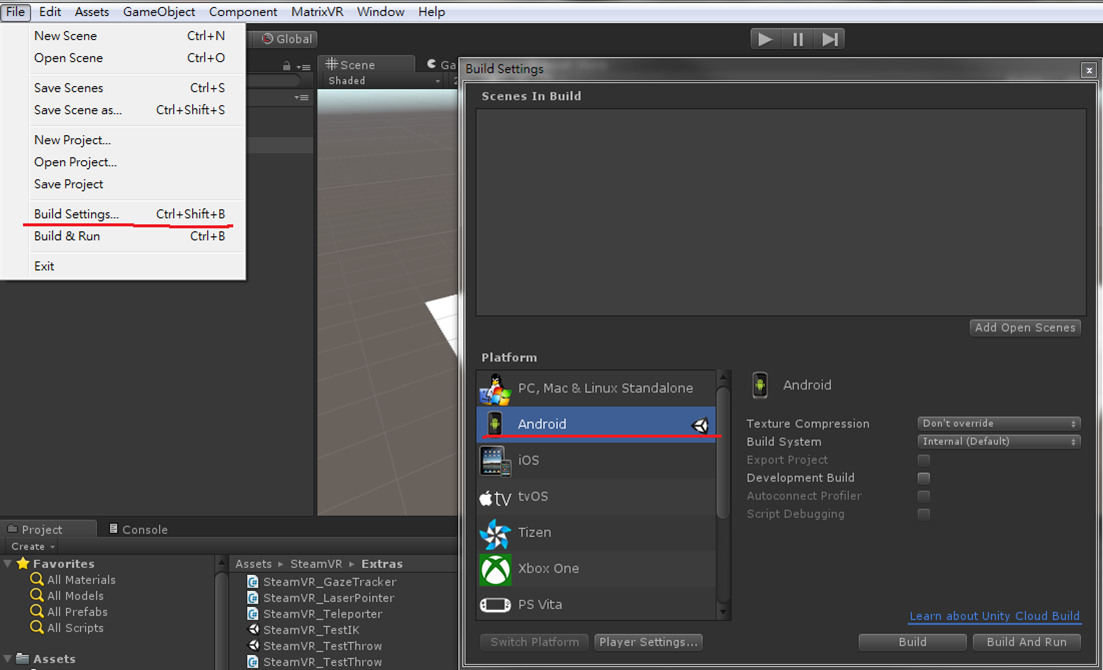 File Edit Assets GameObject Component MatrixVR Window Help
New Scene Ctrl+N
Open Scene Ctrl+O
Save Scenes Ctrl+S
Save Scene as... Ctrl+Shift+S
New Project...
Open Project...
Save Project
Build Settings... Ctrl+Shift+B
Build & Run Ctrl+B
Exit
Global
Scene
Ga
Shaded
2
Build Settings
x
Scenes In Build
Add Open Scenes
Platform
PC, Mac & Linux Standalone
Android
iOS
tv tvOS
Tizen
Xbox One
PS Vita
Android
Texture Compression Don't override
Build System Internal (Default)
Export Project
Development Build
Autoconnect Profiler
Script Debugging
Learn about Unity Cloud Build
Switch Platform Player Settings... Build Build And Run
Project Console
Create
Favorites
All Materials
All Models
All Prefabs
All Scripts
Assets
Assets SteamVR Extras
SteamVR_GazeTracker
SteamVR_LaserPointer
SteamVR_Teleporter
SteamVR_TestIK
SteamVR_TestThrow
SteamVR_TestThrow